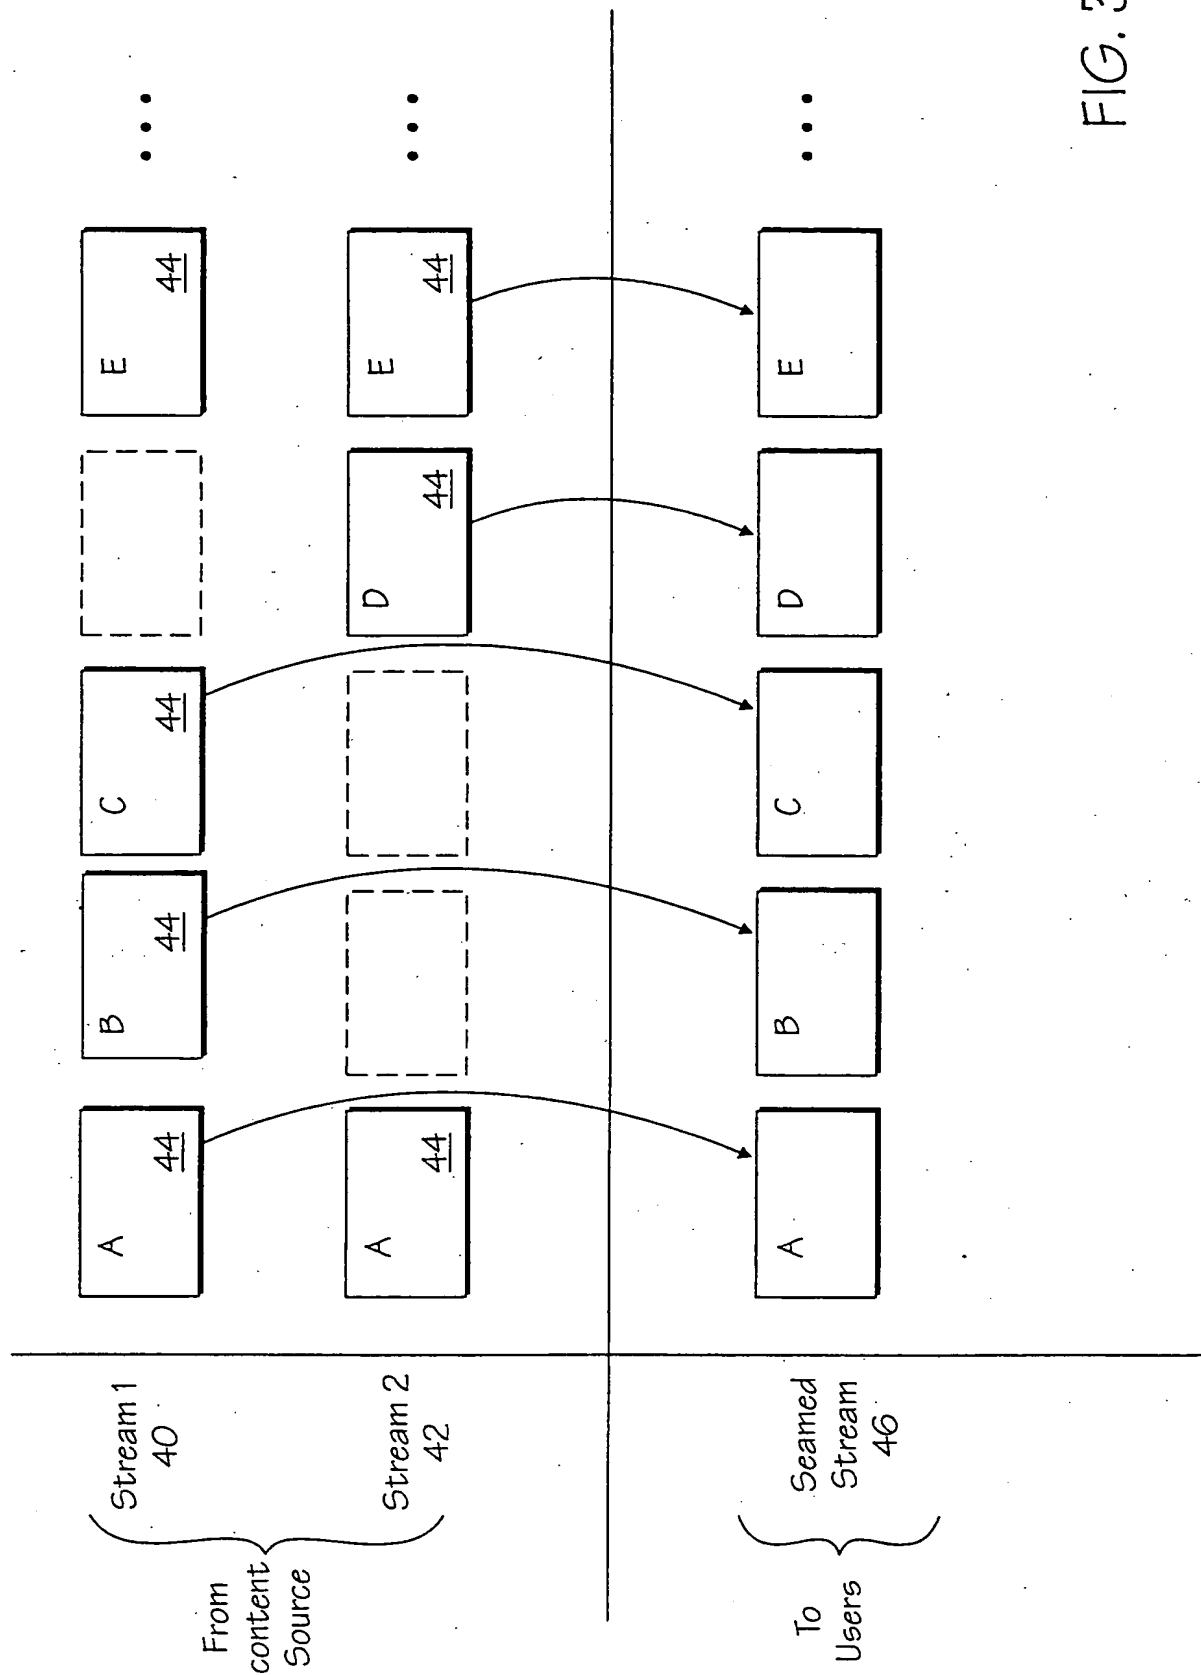 From
content
Source
Stream 1
40
A
44
B
44
C
44
E
44
• • •
Stream 2
42
A
44
D
44
E
44
• • •
To
Users
Seamed
Stream
46
A
B
C
D
E
• • •
FIG. 3